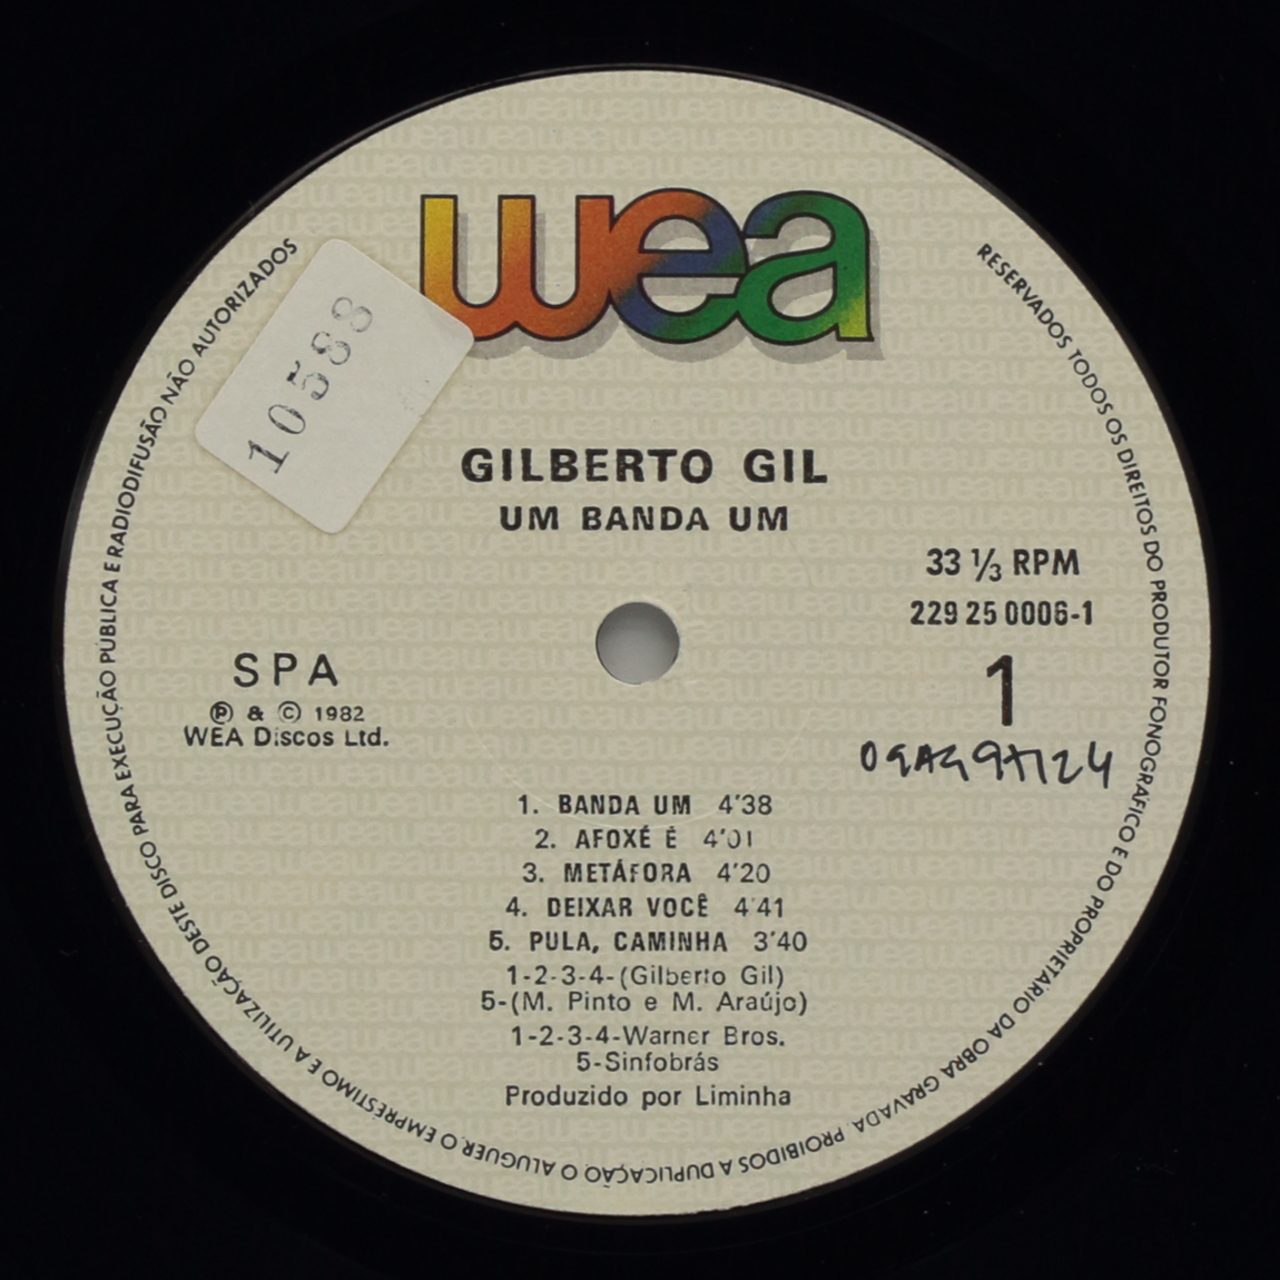 wea
RESERVADOS TODOS OS DIREITOS DO PRODUTOR FONOGRÁFICO E DO PROPRIETÁRIO DA OBRA GRAVADA PROIBIDOS A DUPLICAÇÃO O ALUGUER O EMPRÉSTIMO E A UTILIZAÇÃO DESTE DISCO PARA EXECUÇÃO PÚBLICA E RADIODIFUSÃO NÃO AUTORIZADOS
10588
GILBERTO GIL
UM BANDA UM
33 ⅓ RPM
229 25 0006-1
1
SPA
Ⓟ & © 1982
WEA Discos Ltd.
1. BANDA UM 4'38
2. AFOXÉ É 4'01
3. METÁFORA 4'20
4. DEIXAR VOCÊ 4'41
5. PULA, CAMINHA 3'40
1-2-3-4-(Gilberto Gil)
5-(M. Pinto e M. Araújo)
1-2-3-4-Warner Bros.
5-Sinfobrás
Produzido por Liminha